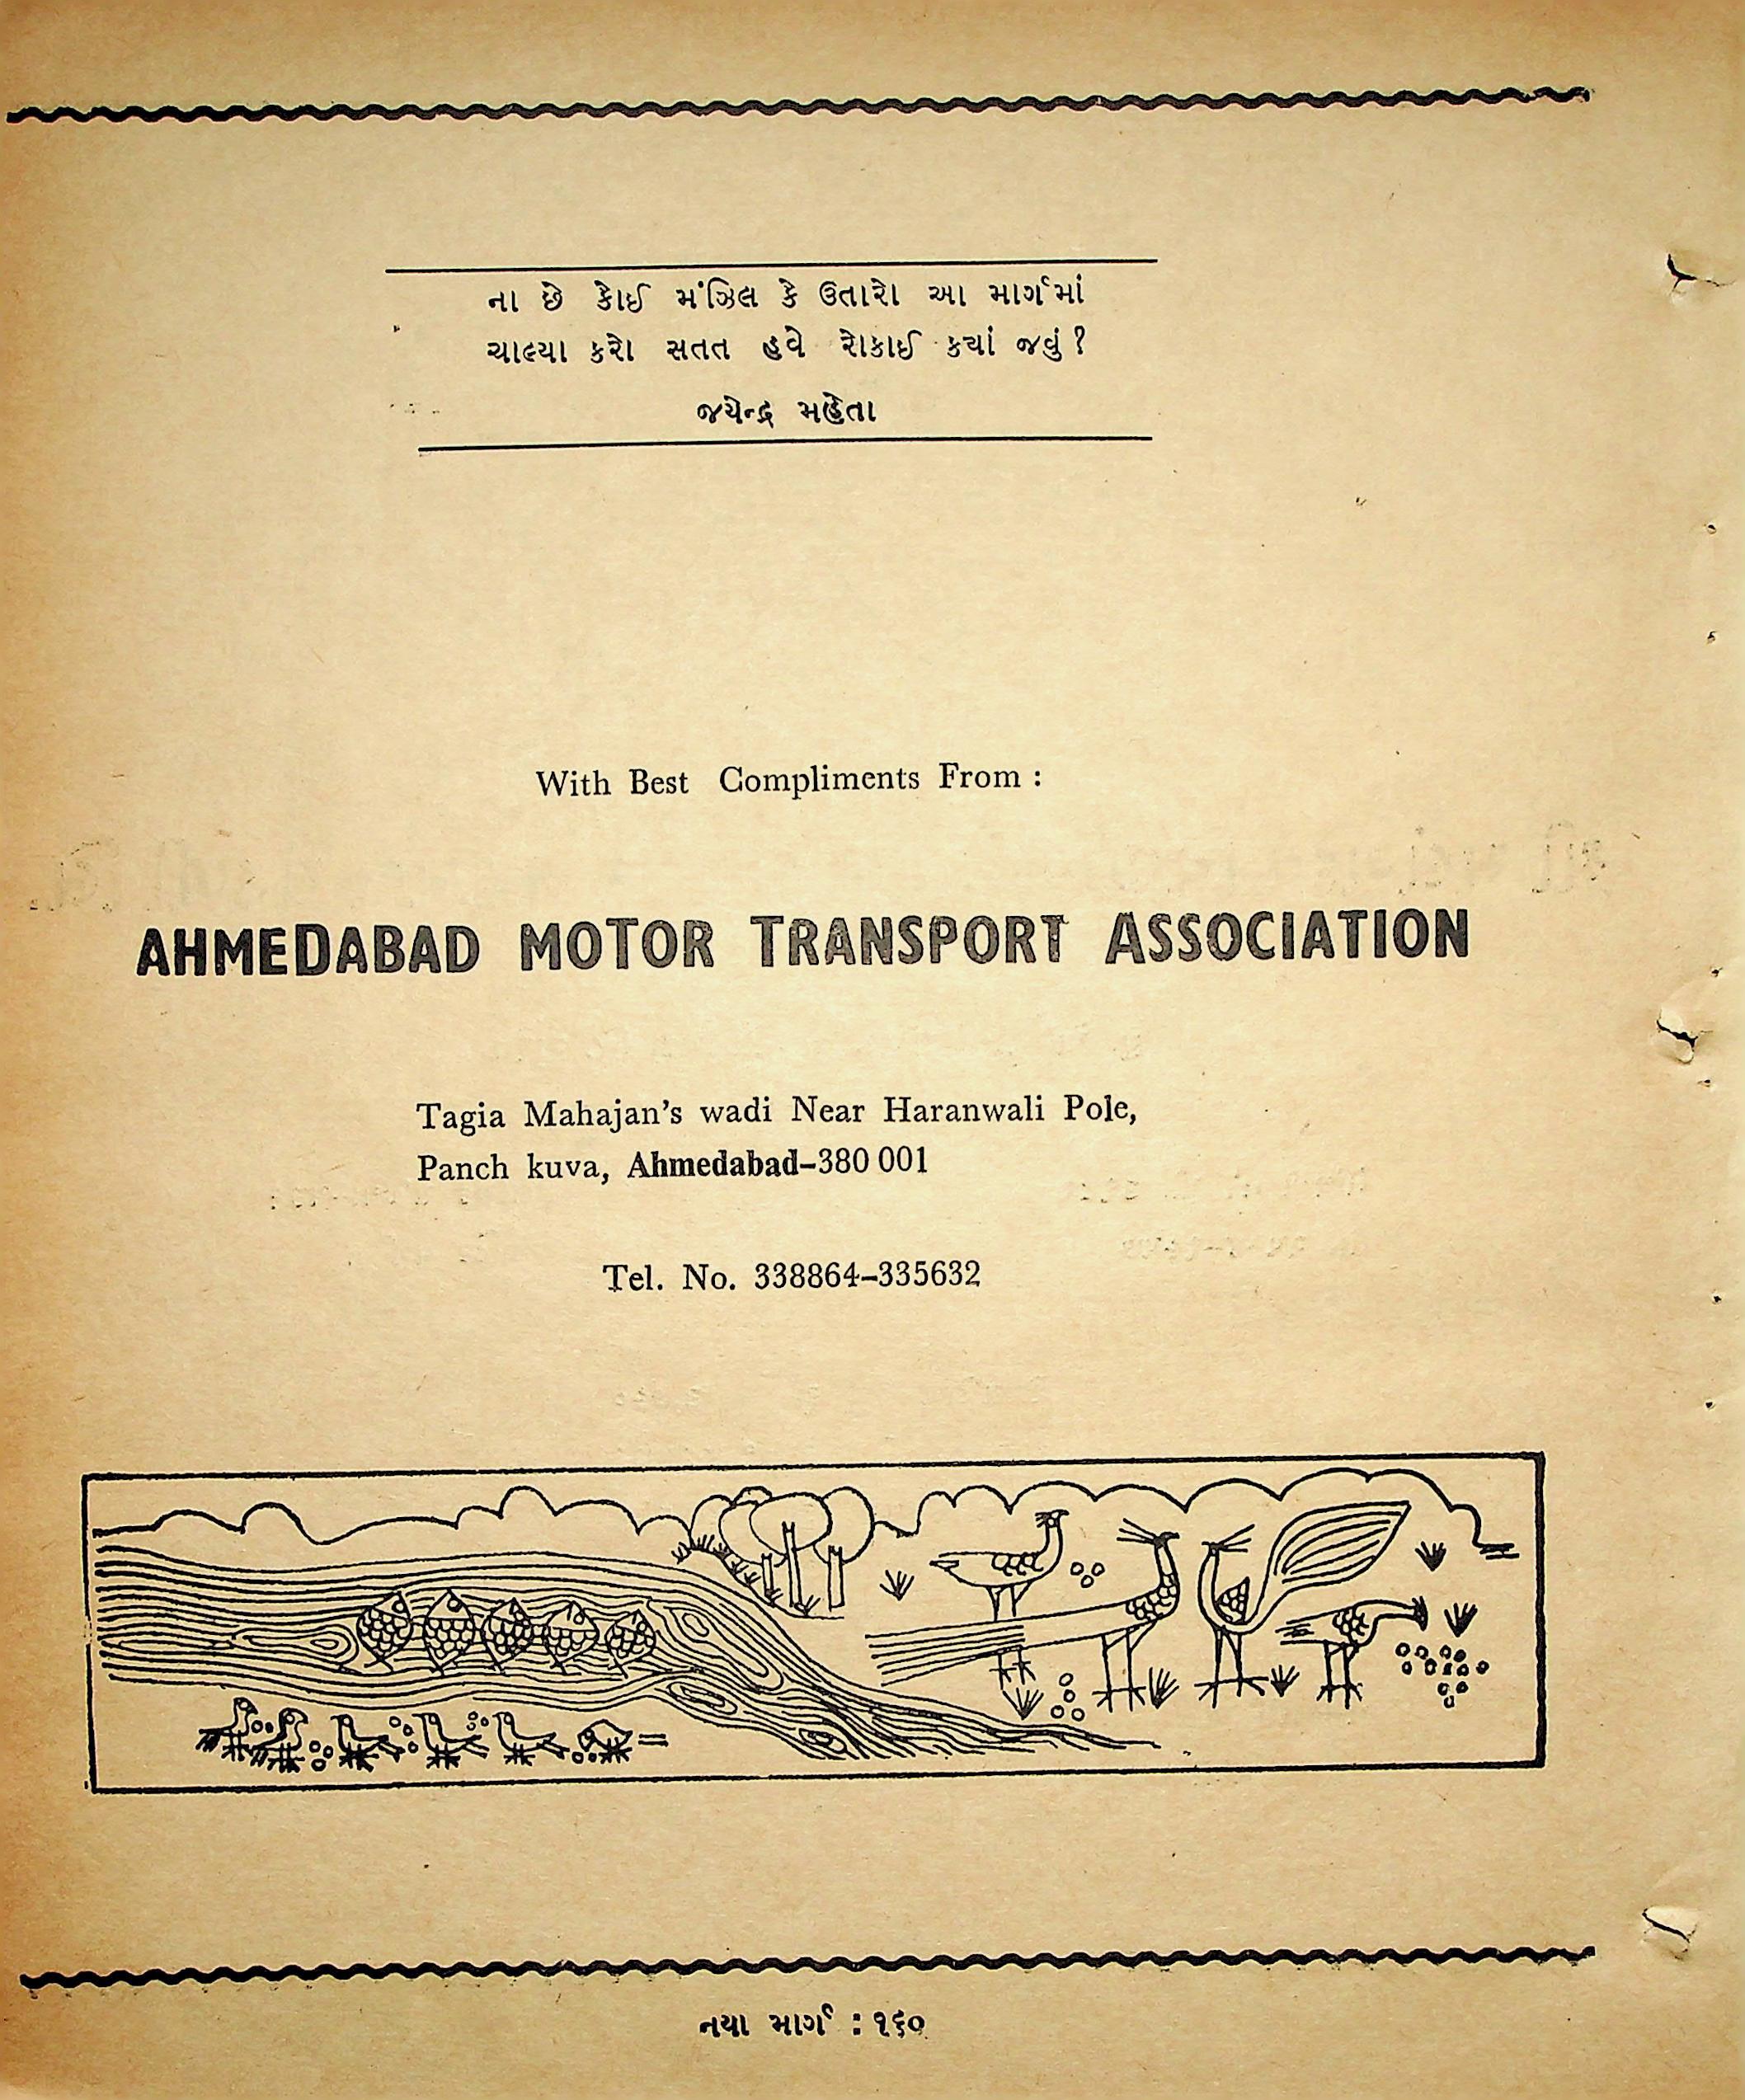 ના છે કોઈ મંઝિલ કે ઉતારો આ માર્ગમાં
ચાલ્યા કરો સતત હવે રોકાઈ ક્યાં જવું?
જયેન્દ્ર મહેતા
With Best Compliments From :
AHMEDABAD MOTOR TRANSPORT ASSOCIATION
Tagia Mahajan's wadi Near Haranwali Pole,
Panch kuva, Ahmedabad–380 001
Tel. No. 338864–335632
નયા માર્ગ : ૧૬૦